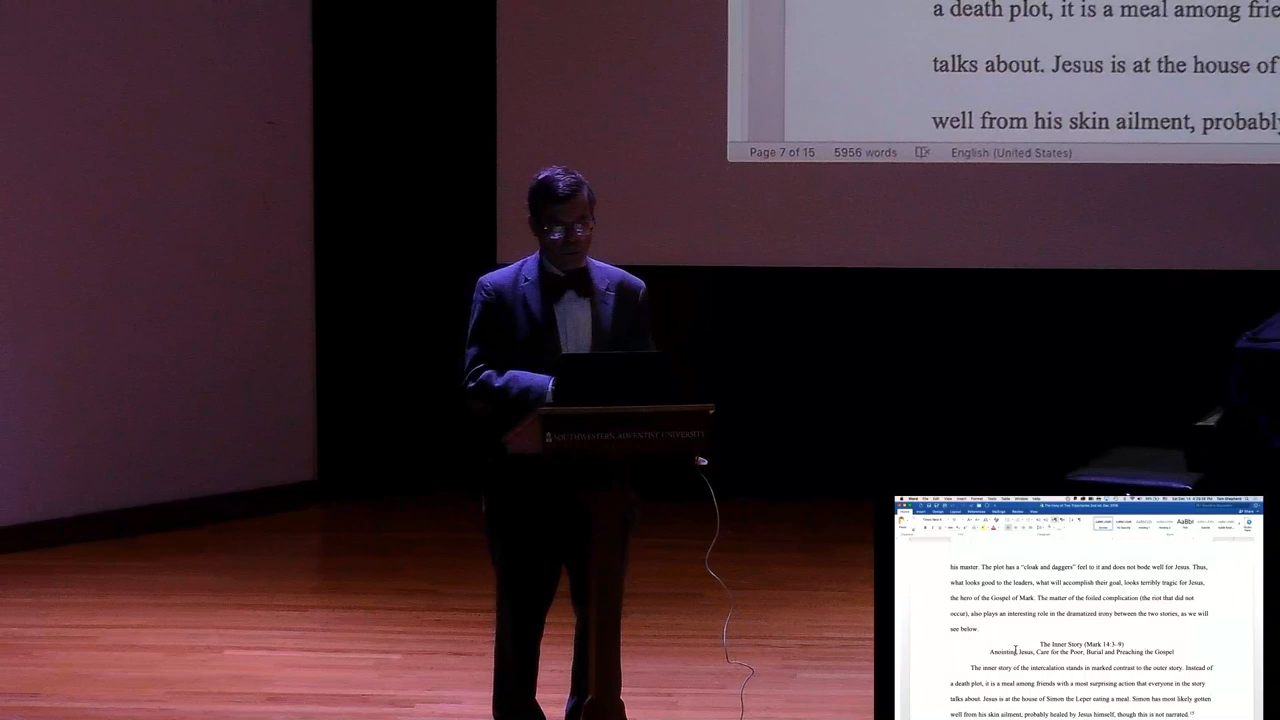 a death plot, it is a meal among frie
talks about. Jesus is at the house of
well from his skin ailment, probably
Page 7 of 15 5956 words English (United States)
SOUTHWESTERN ADVENTIST UNIVERSITY
his master. The plot has a “cloak and daggers” feel to it and does not bode well for Jesus. Thus,
what looks good to the leaders, what will accomplish their goal, looks terribly tragic for Jesus,
the hero of the Gospel of Mark. The matter of the foiled complication (the riot that did not
occur), also plays an interesting role in the dramatized irony between the two stories, as we will
see below.
The Inner Story (Mark 14:3–9)
Anointing Jesus, Care for the Poor, Burial and Preaching the Gospel
The inner story of the intercalation stands in marked contrast to the outer story. Instead of
a death plot, it is a meal among friends with a most surprising action that everyone in the story
talks about. Jesus is at the house of Simon the Leper eating a meal. Simon has most likely gotten
well from his skin ailment, probably healed by Jesus himself, though this is not narrated.